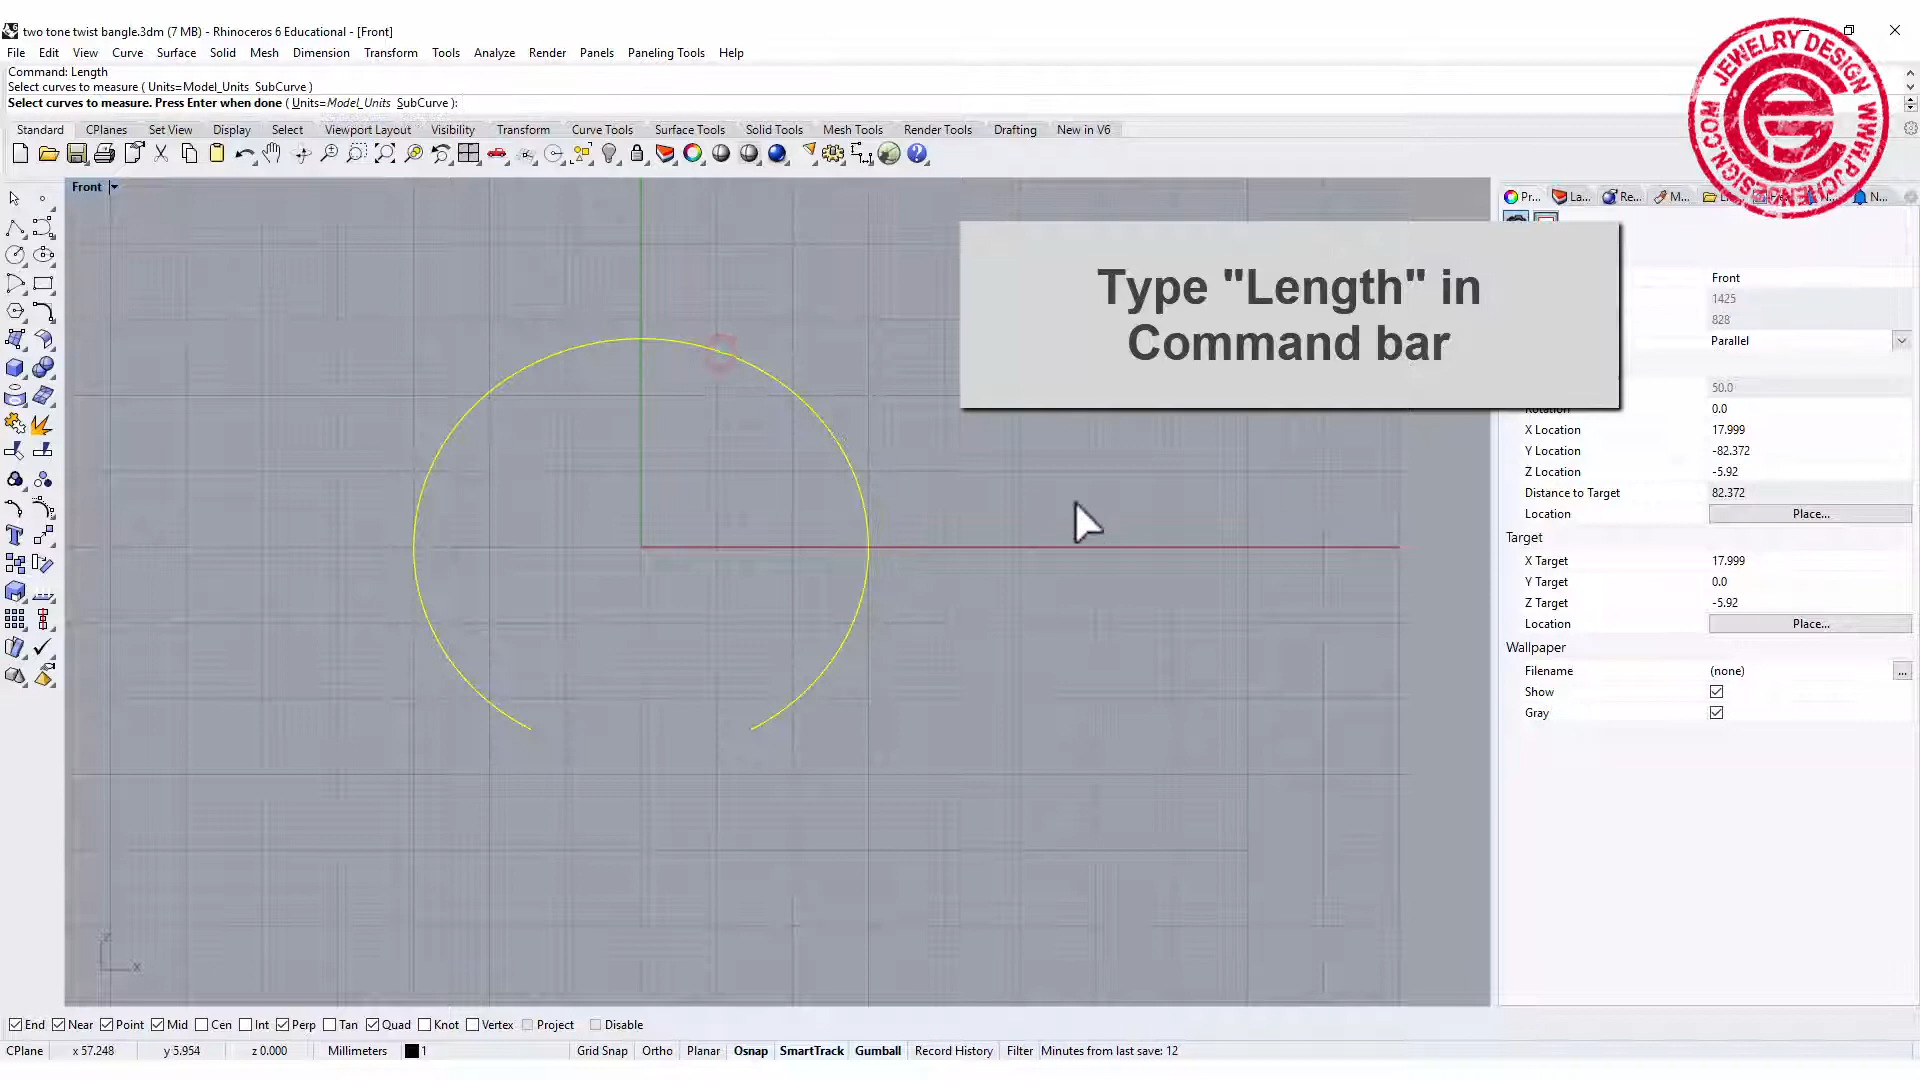 two tone twist bangle.3dm (7 MB) - Rhinoceros 6 Educational - [Front]
File Edit View Curve Surface Solid Mesh Dimension Transform Tools Analyze Render Panels Paneling Tools Help
Command: Length
Select curves to measure ( Units=Model_Units SubCurve )
Select curves to measure. Press Enter when done ( Units=Model_Units SubCurve ):
Standard CPlanes Set View Display Select Viewport Layout Visibility Transform Curve Tools Surface Tools Solid Tools Mesh Tools Render Tools Drafting New in V6
JEWELRY DESIGN WWW.PJCHENDESIGN.COM
Front
Pr... La... Re... M... N...
Type "Length" in
Command bar
Front
1425
828
Parallel
50.0
Rotation 0.0
X Location 17.999
Y Location -82.372
Z Location -5.92
Distance to Target 82.372
Location Place...
Target
X Target 17.999
Y Target 0.0
Z Target -5.92
Location Place...
Wallpaper
Filename (none) ...
Show
Gray
z
x
End Near Point Mid Cen Int Perp Tan Quad Knot Vertex Project Disable
CPlane x 57.248 y 5.954 z 0.000 Millimeters 1 Grid Snap Ortho Planar Osnap SmartTrack Gumball Record History Filter Minutes from last save: 12